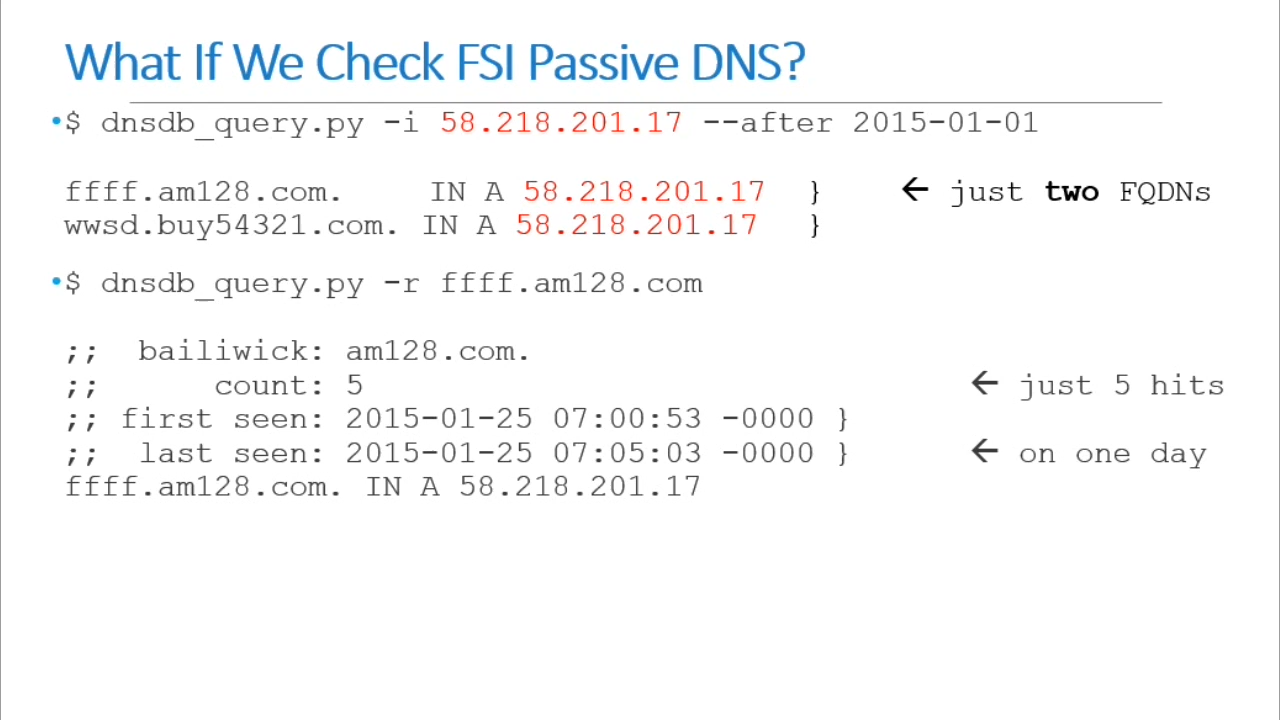 What If We Check FSI Passive DNS?
•$ dnsdb_query.py -i 58.218.201.17 --after 2015-01-01
ffff.am128.com. IN A 58.218.201.17 } ← just two FQDNs
wwsd.buy54321.com. IN A 58.218.201.17 }
•$ dnsdb_query.py -r ffff.am128.com
;; bailiwick: am128.com.
;; count: 5 ← just 5 hits
;; first seen: 2015-01-25 07:00:53 -0000 }
;; last seen: 2015-01-25 07:05:03 -0000 } ← on one day
ffff.am128.com. IN A 58.218.201.17